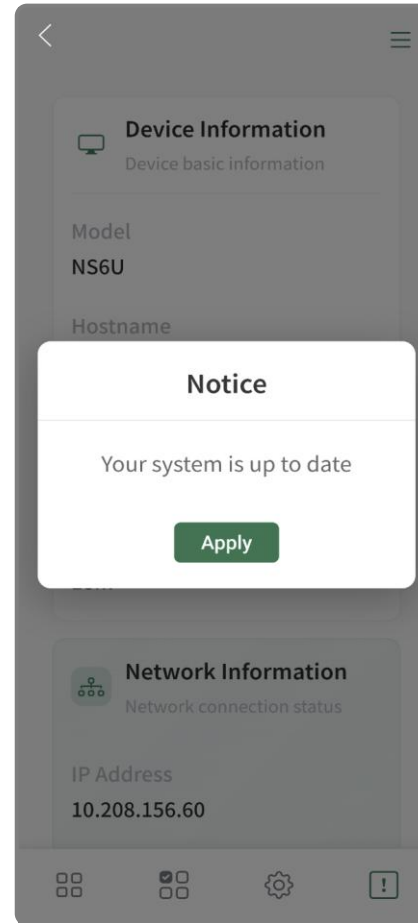 Device Information
Device basic information
Model
NS6U
Hostname
Notice
Your system is up to date
Apply
Network Information
Network connection status
IP Address
10.208.156.60